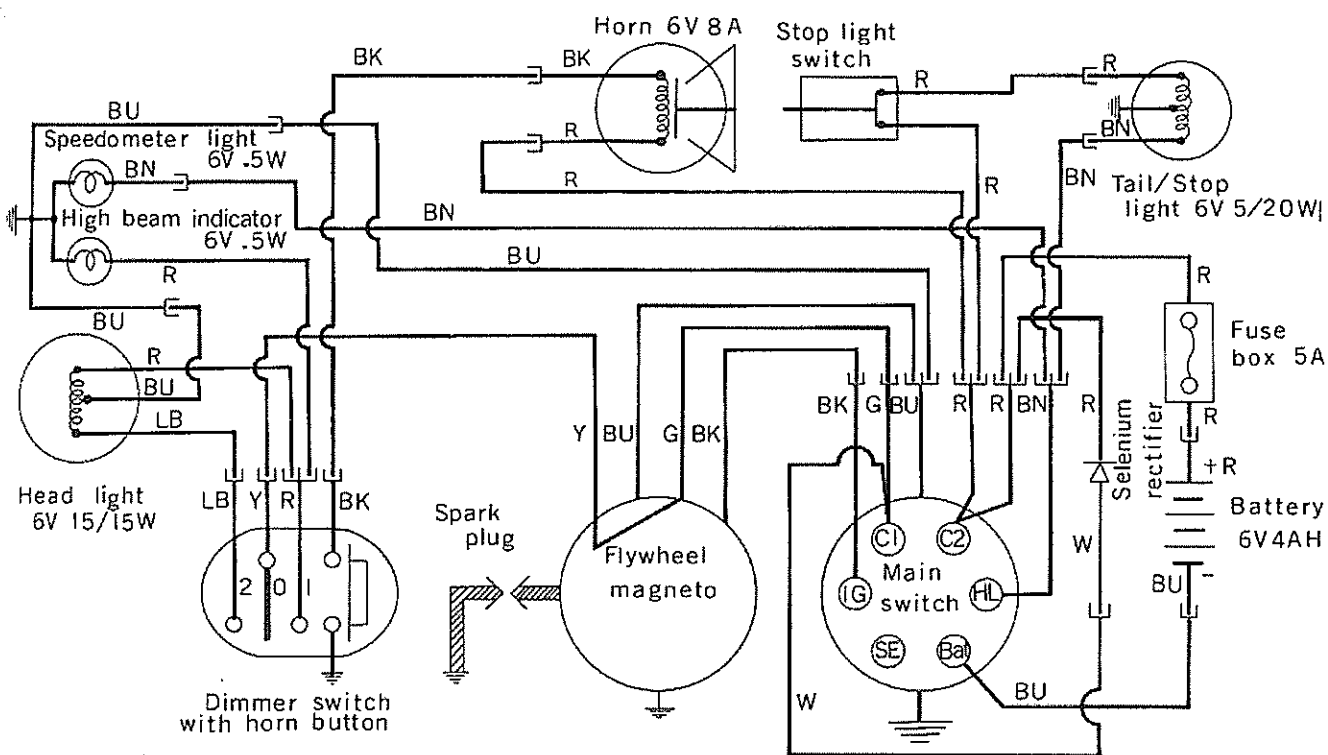 Horn 6V 8A
Stop light
switch
BK
BK
R
R
BU
Speedometer light
6V .5W
BN
R
R
R
BN
BN
Tail/Stop
light 6V 5/20W
High beam indicator
6V .5W
BN
R
BU
R
BU
Fuse
box 5A
R
BU
LB
BK
G
BU
R
R
BN
R
R
Selenium
rectifier
Y
BU
G
BK
+R
Head light
6V 15/15W
LB
Y
R
BK
Spark
plug
Battery
6V4AH
C1
C2
W
Flywheel
magneto
Main
switch
2
0
1
IG
HL
BU
-
SE
Bat
BU
W
Dimmer switch
with horn button